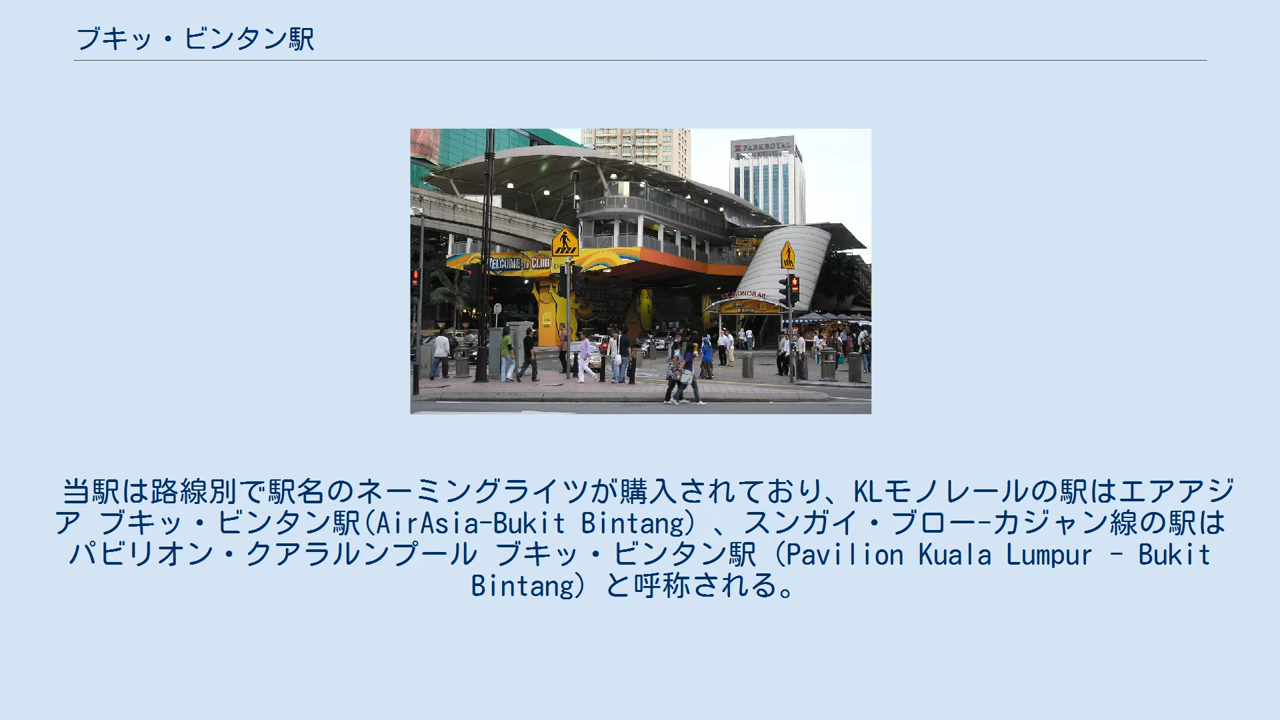 ブキッ・ビンタン駅
PARKROYAL
WELCOME to CLUB
MONORAIL
当駅は路線別で駅名のネーミングライツが購入されており、KLモノレールの駅はエアアジ
ア ブキッ・ビンタン駅(AirAsia-Bukit Bintang) 、スンガイ・ブロー-カジャン線の駅は
パビリオン・クアラルンプール ブキッ・ビンタン駅 (Pavilion Kuala Lumpur - Bukit
Bintang) と呼称される。